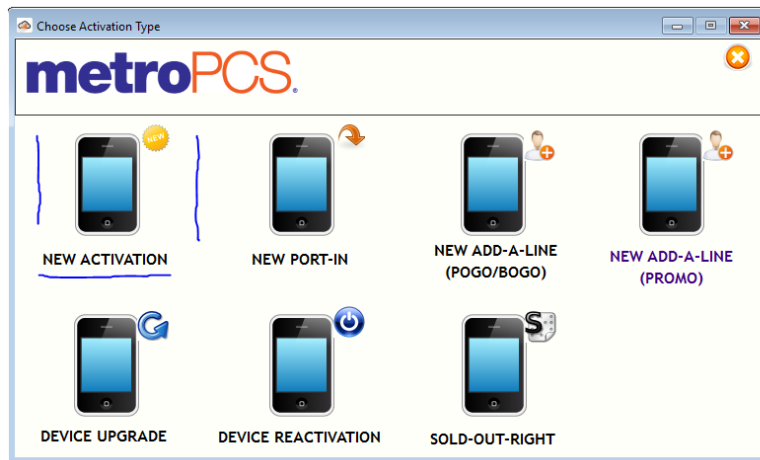 Choose Activation Type
metroPCS.
NEW
NEW ACTIVATION
NEW PORT-IN
NEW ADD-A-LINE
(POGO/BOGO)
NEW ADD-A-LINE
(PROMO)
S
DEVICE UPGRADE
DEVICE REACTIVATION
SOLD-OUT-RIGHT